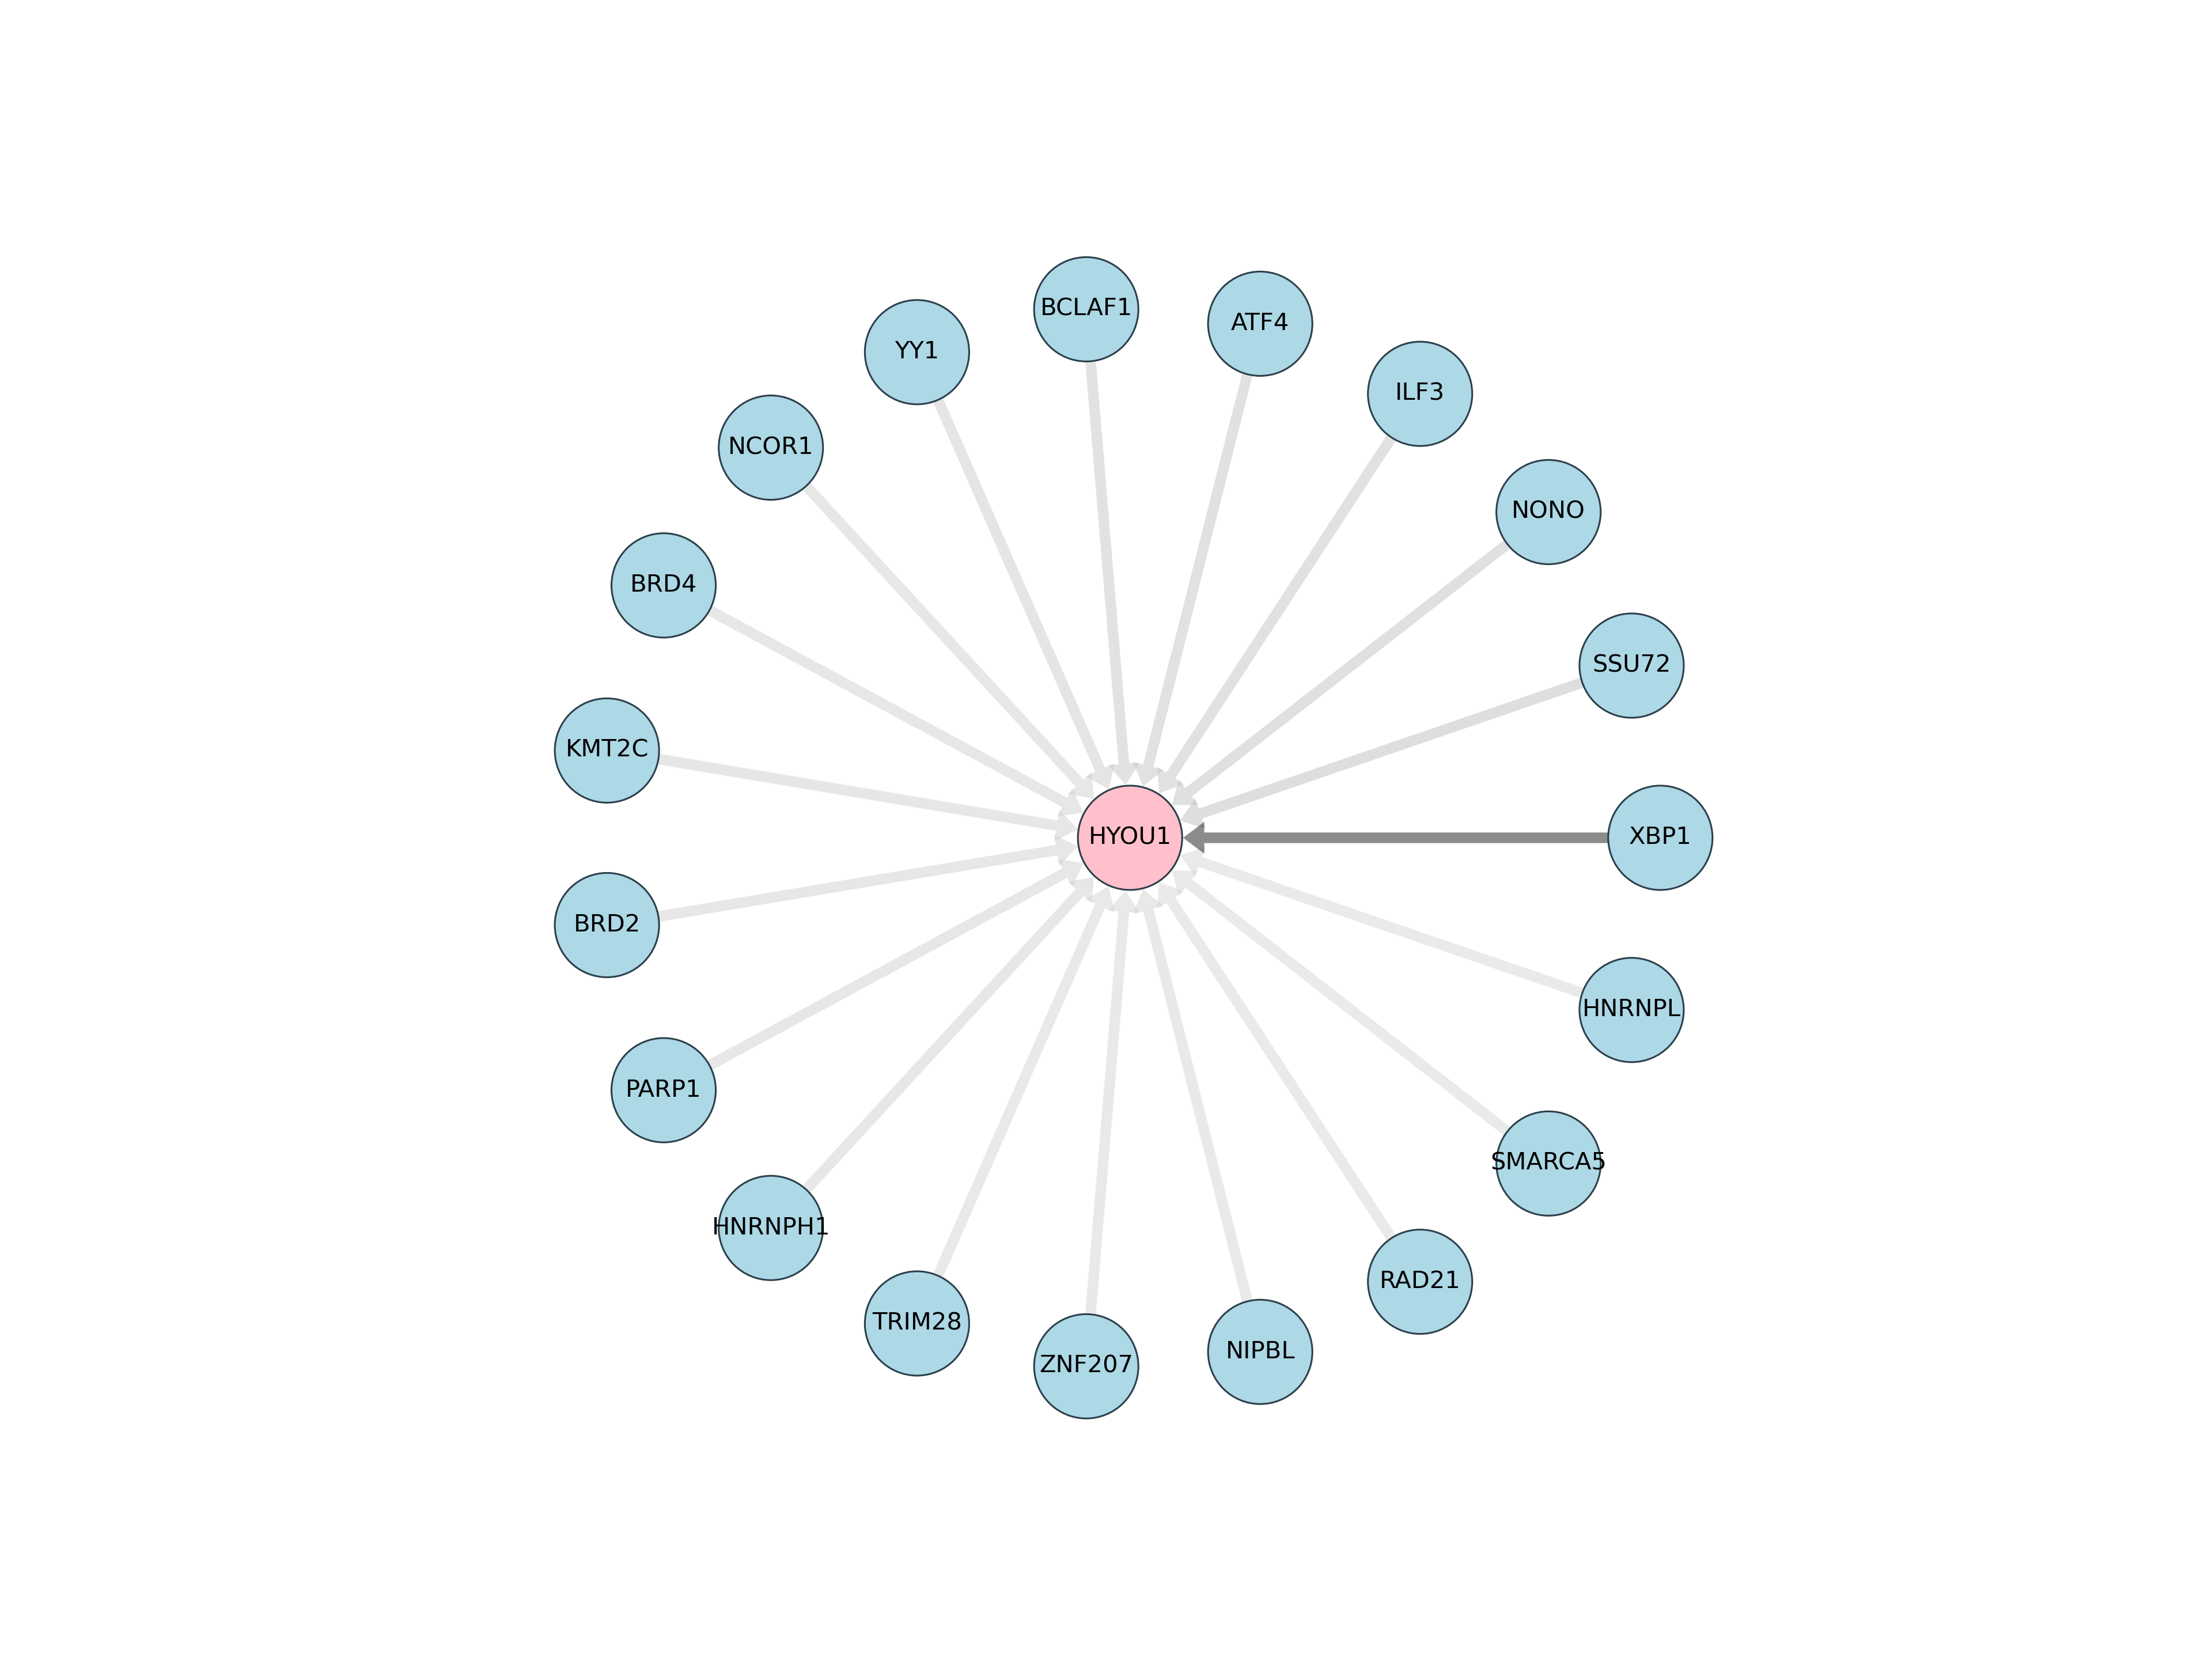 BCLAF1
ATF4
YY1
ILF3
NCOR1
NONO
BRD4
SSU72
KMT2C
HYOU1
XBP1
BRD2
HNRNPL
PARP1
SMARCA5
HNRNPH1
RAD21
TRIM28
NIPBL
ZNF207